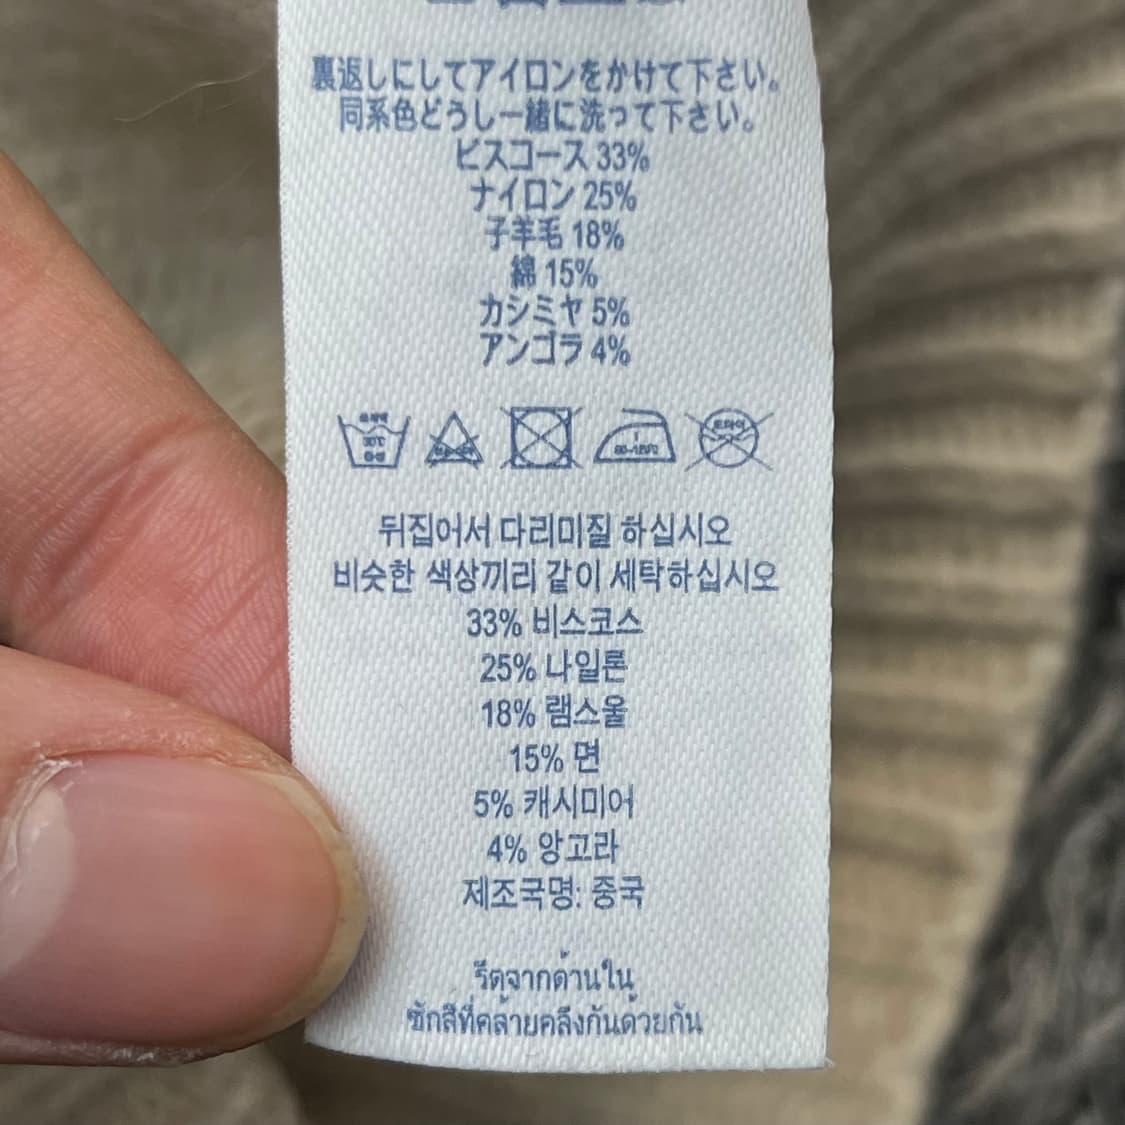 裏返しにしてアイロンをかけて下さい。
同系色どうし一緒に洗って下さい。
ビスコース 33%
ナイロン 25%
子羊毛 18%
綿 15%
カシミヤ 5%
アンゴラ 4%
뒤집어서 다리미질 하십시오
비슷한 색상끼리 같이 세탁하십시오
33% 비스코스
25% 나일론
18% 램스울
15% 면
5% 캐시미어
4% 앙고라
제조국명: 중국
รีดจากด้านใน
ซักสีที่คล้ายคลึงกันด้วยกัน